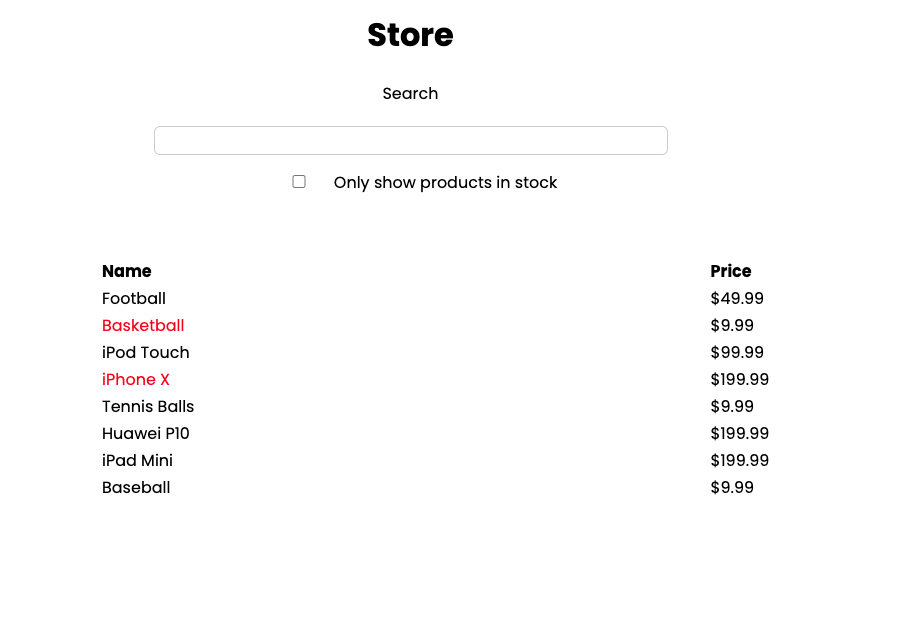 Store
Search
Only show products in stock
Name Price
Football $49.99
Basketball $9.99
iPod Touch $99.99
iPhone X $199.99
Tennis Balls $9.99
Huawei P10 $199.99
iPad Mini $199.99
Baseball $9.99